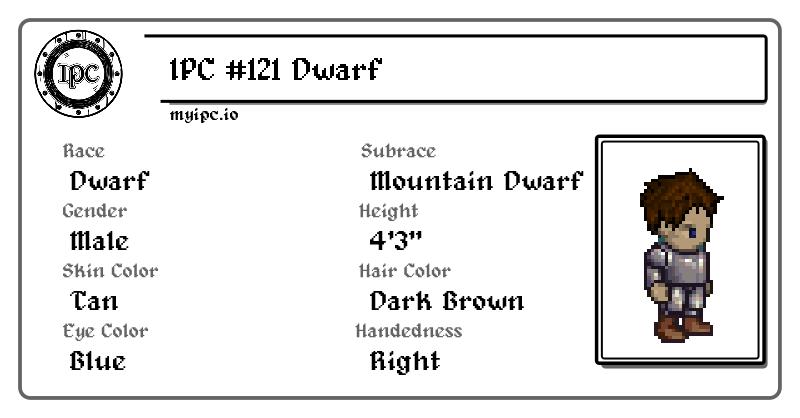 IPC
IPC #121 Dwarf
myipc.io
Race
Dwarf
Subrace
Mountain Dwarf
Gender
Male
Height
4'3"
Skin Color
Tan
Hair Color
Dark Brown
Eye Color
Blue
Handedness
Right